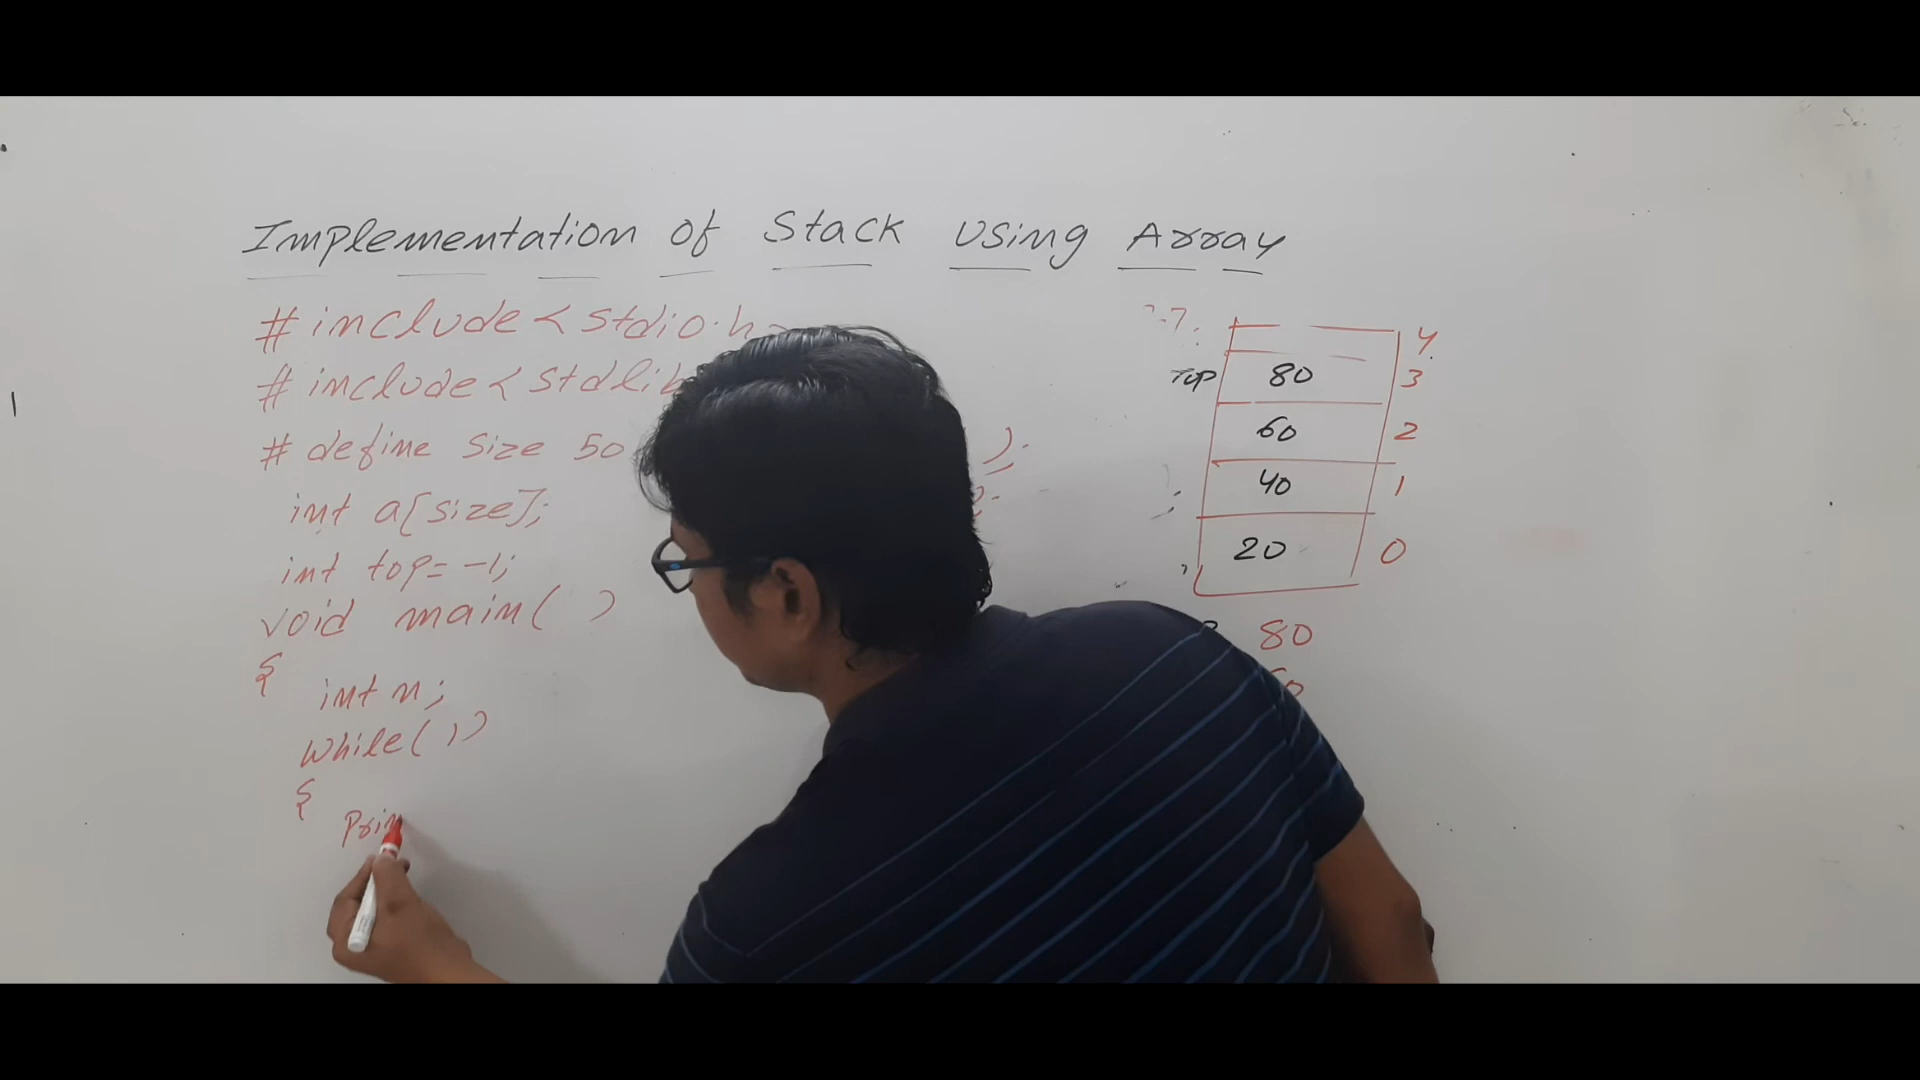 Implementation of Stack using Array
# include < stdio.h
# include <
# define size 50
int a[size];
int top= -1;
void main( )
{
int n;
while( 1)
{
Prin
);
;
4
Top 80 3
60 2
40 1
20 0
80